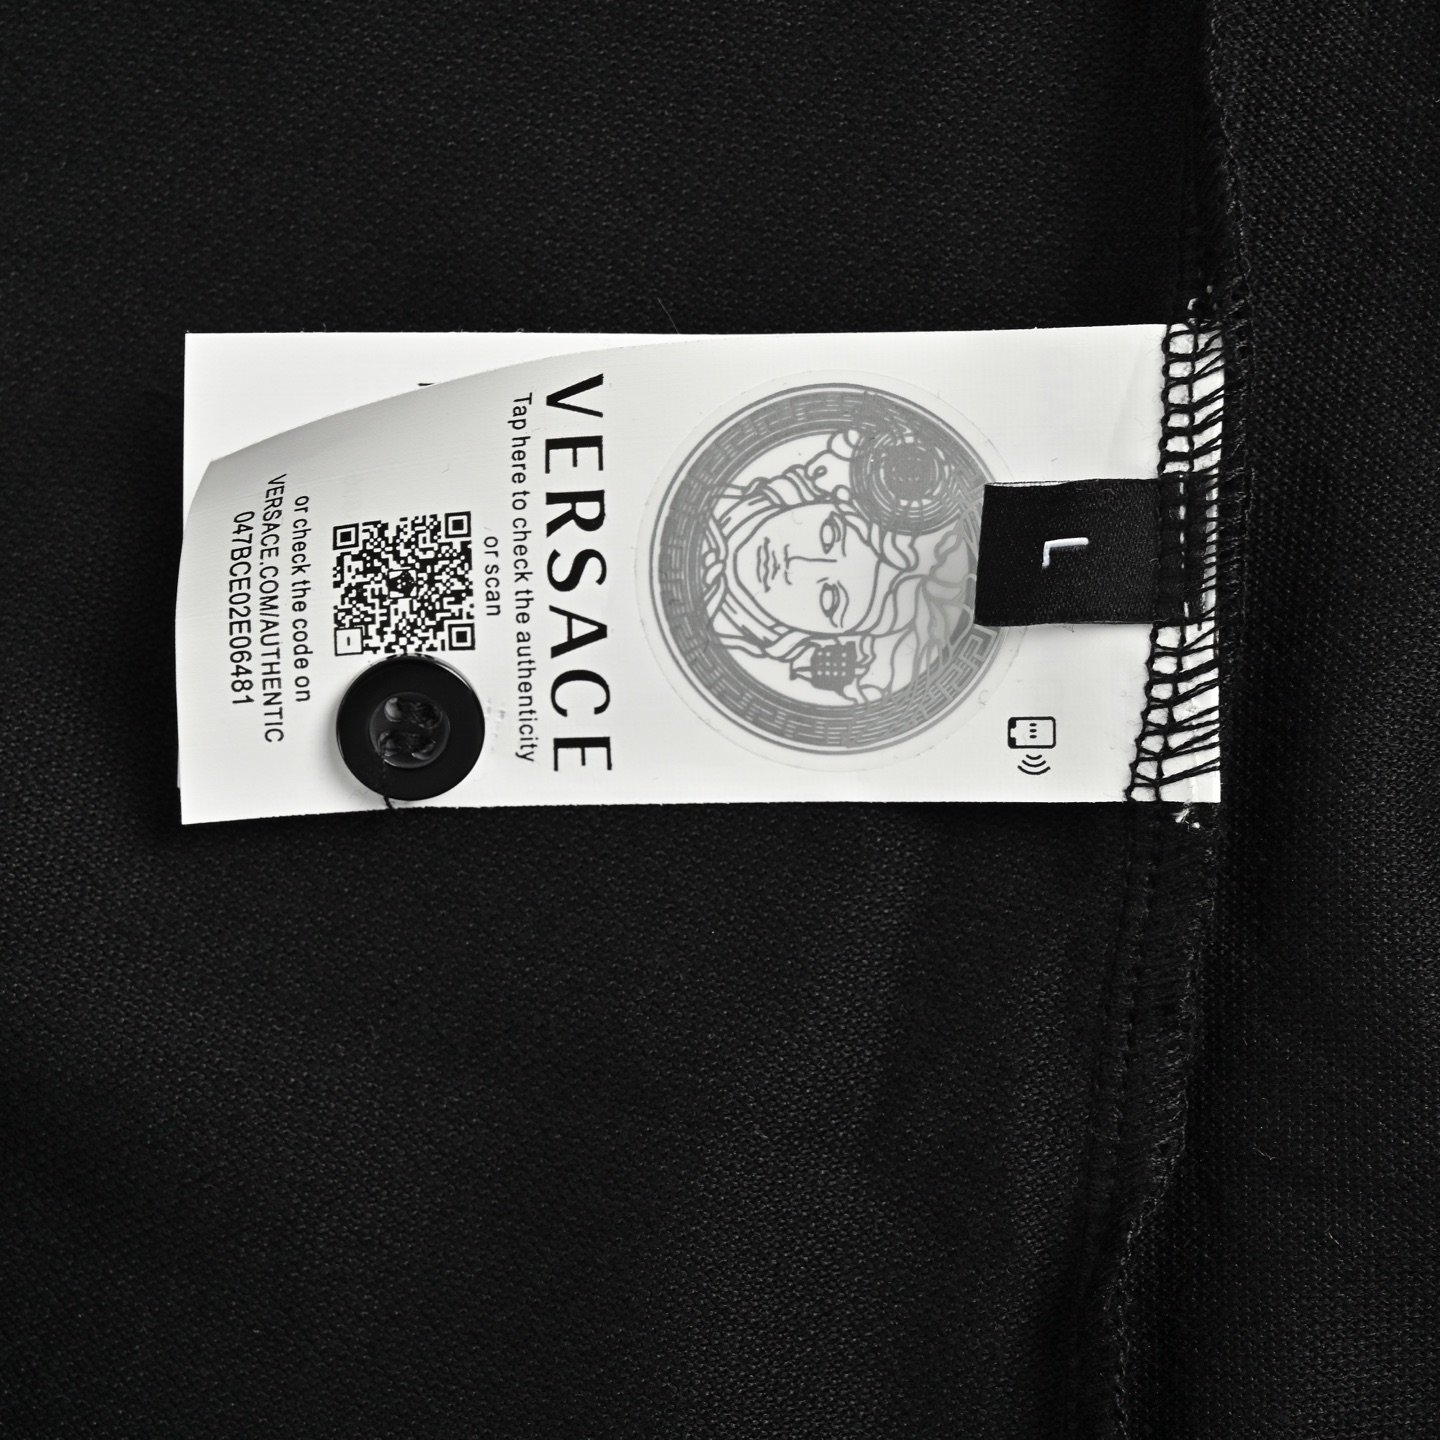 L
VERSACE
Tap here to check the authenticity
or scan
or check the code on
VERSACE.COM/AUTHENTIC
047BCE02E06481